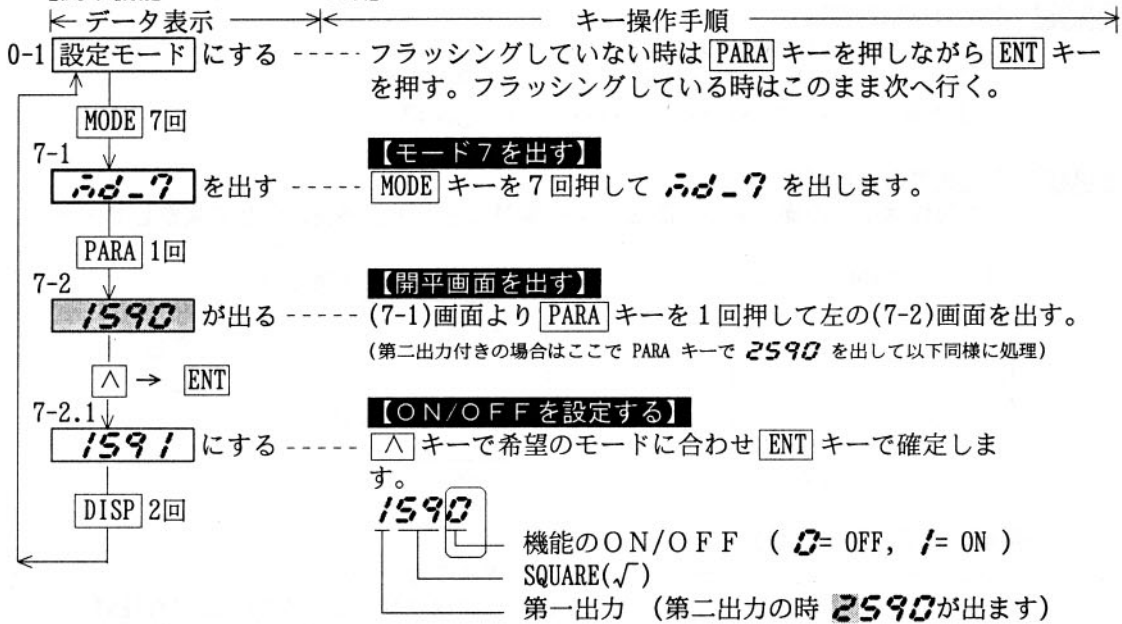 データ表示 キー操作手順
0-1 設定モード にする ----- フラッシングしていない時は PARA キーを押しながら ENT キー
を押す。フラッシングしている時はこのまま次へ行く。
MODE 7回
7-1 【モード7を出す】
ñd_7 を出す ----- MODE キーを7回押して ñd_7 を出します。
PARA 1回
7-2 【開平画面を出す】
1590 が出る ----- (7-1)画面より PARA キーを1回押して左の(7-2)画面を出す。
(第二出力付きの場合はここで PARA キーで 2590 を出して以下同様に処理)
∧ → ENT
7-2.1 【ON/OFFを設定する】
1591 にする ----- ∧ キーで希望のモードに合わせ ENT キーで確定しま
す。
DISP 2回
1590
機能のON/OFF ( 0= OFF, 1= ON )
SQUARE(√)
第一出力 (第二出力の時 2590が出ます)